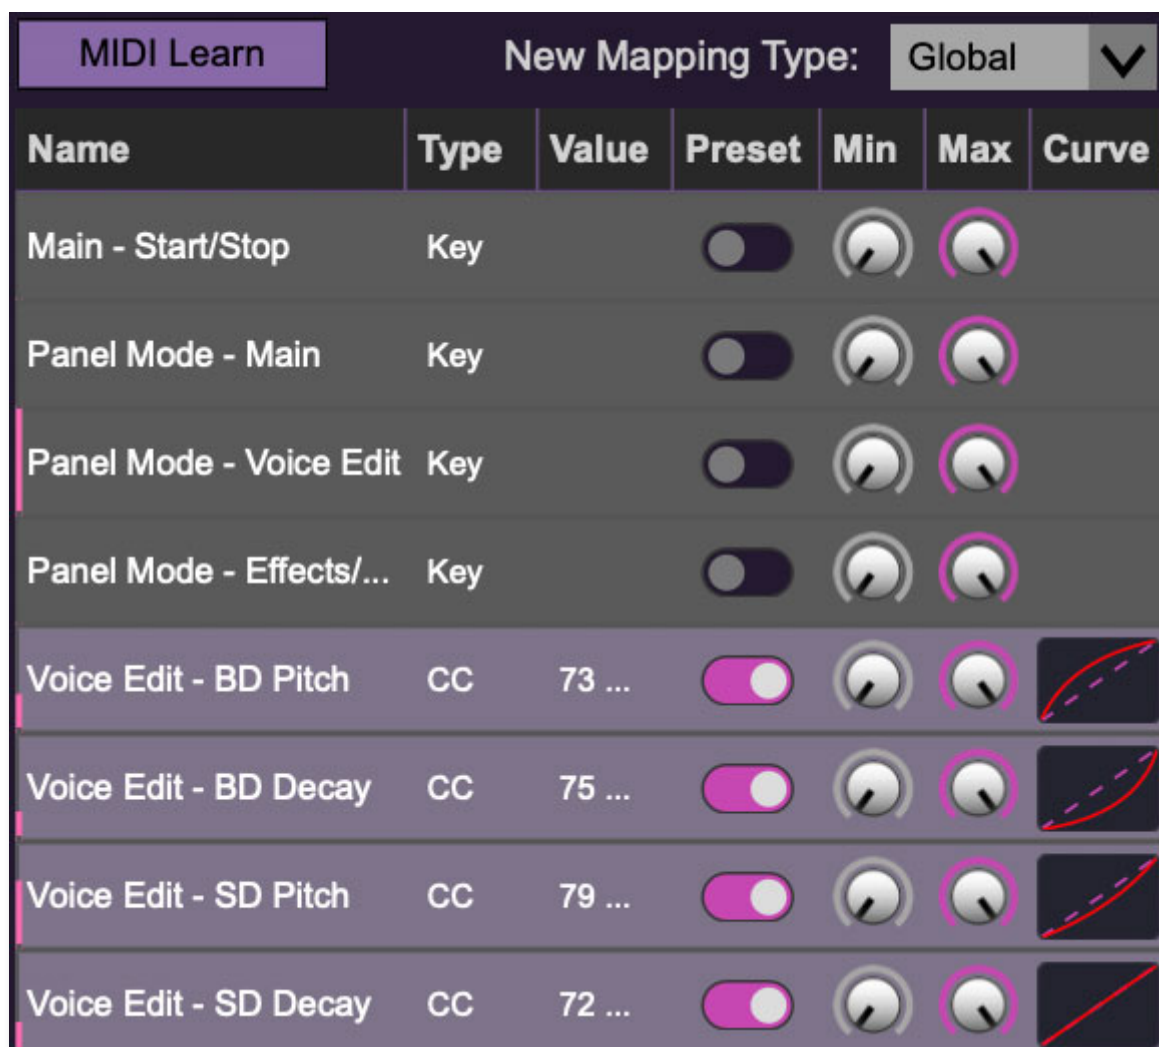 MIDI Learn New Mapping Type: Global
Name Type Value Preset Min Max Curve
Main - Start/Stop Key
Panel Mode - Main Key
Panel Mode - Voice Edit Key
Panel Mode - Effects/... Key
Voice Edit - BD Pitch CC 73 ...
Voice Edit - BD Decay CC 75 ...
Voice Edit - SD Pitch CC 79 ...
Voice Edit - SD Decay CC 72 ...